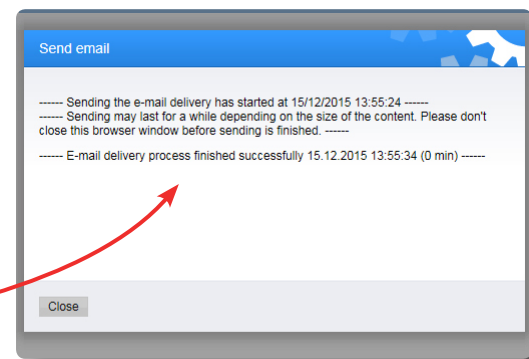 Send email
------ Sending the e-mail delivery has started at 15/12/2015 13:55:24 ------
------ Sending may last for a while depending on the size of the content. Please don't
close this browser window before sending is finished. ------
------ E-mail delivery process finished successfully 15.12.2015 13:55:34 (0 min) ------
Close